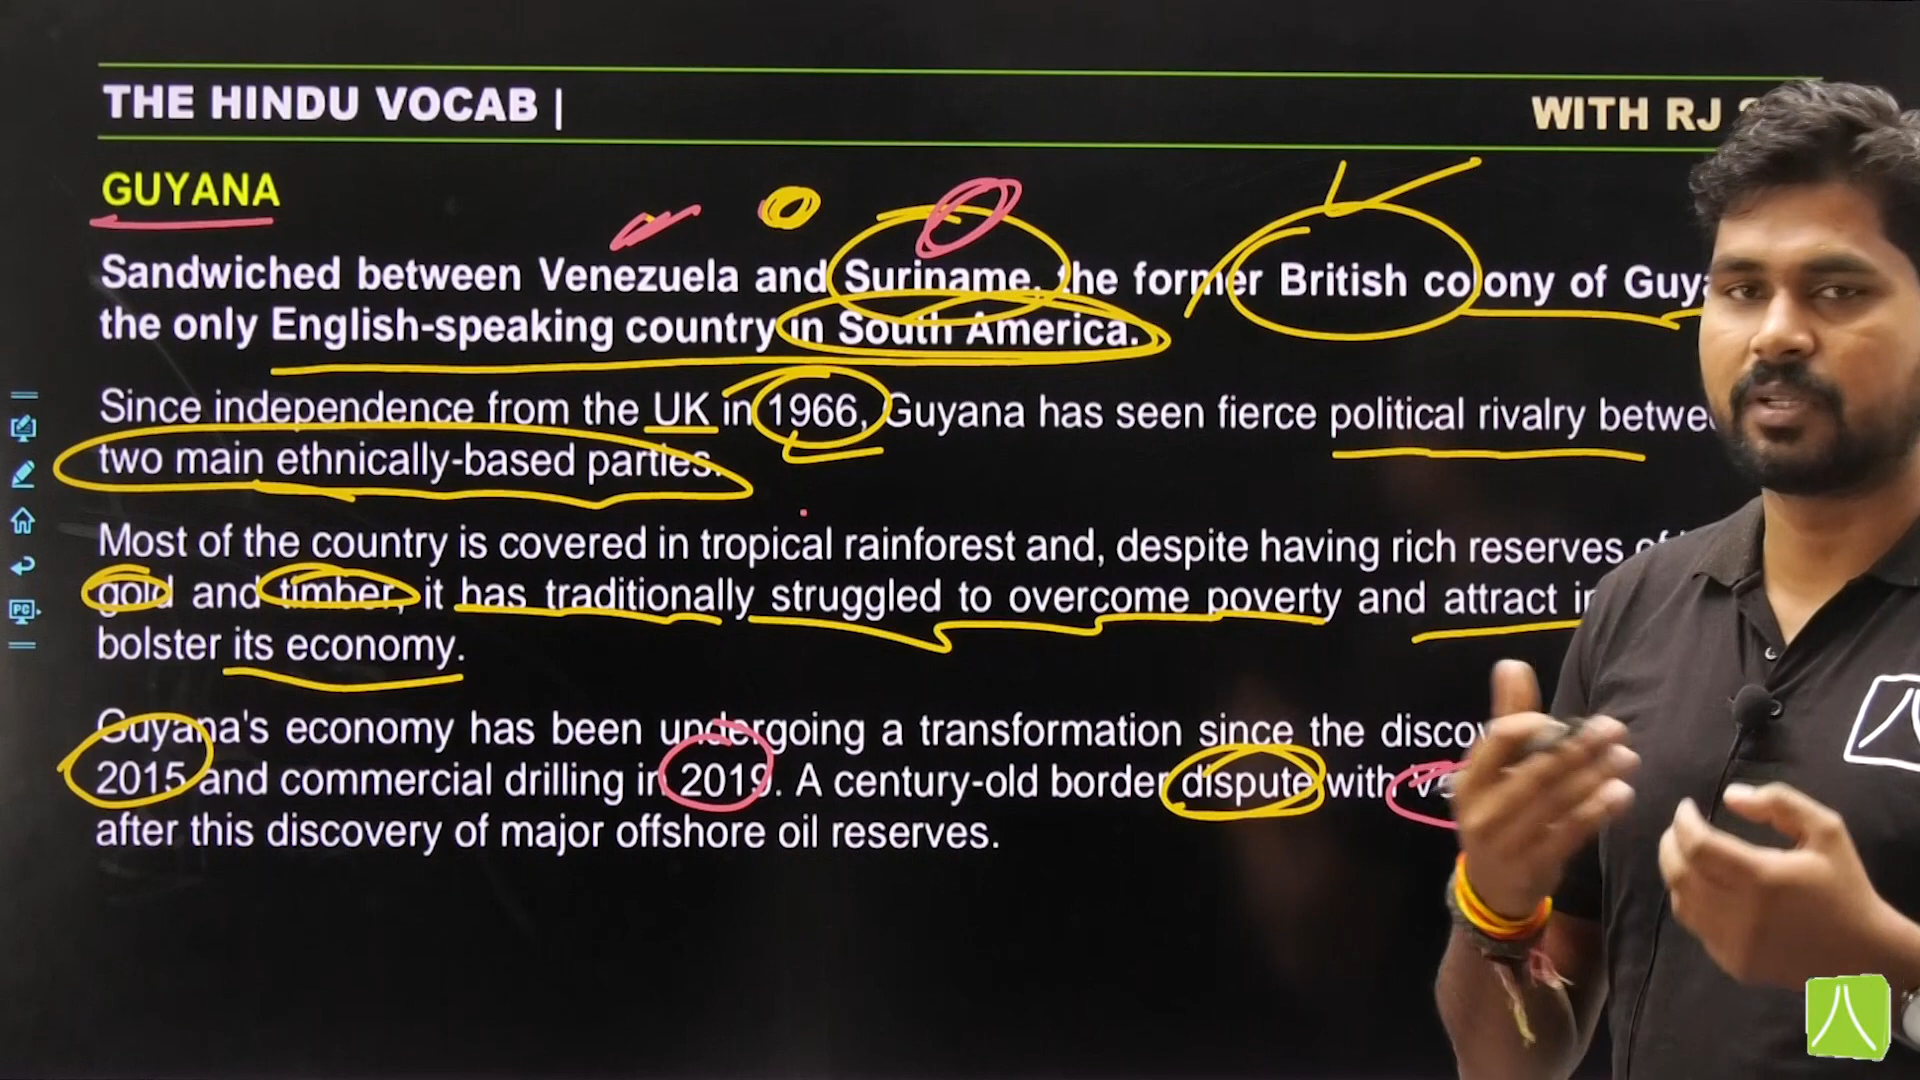 THE HINDU VOCAB |
WITH RJ
GUYANA
Sandwiched between Venezuela and Suriname, the former British colony of
the only English-speaking country in South America.
Since independence from the UK in 1966, Guyana has seen fierce political rivalry
two main ethnically-based parties.
Most of the country is covered in tropical rainforest and, despite having rich reserves of
gold and timber, it has traditionally struggled to overcome poverty and attract
bolster its economy.
Guyana's economy has been undergoing a transformation since the
2015 and commercial drilling in 2019. A century-old border dispute with
after this discovery of major offshore oil reserves.
PC